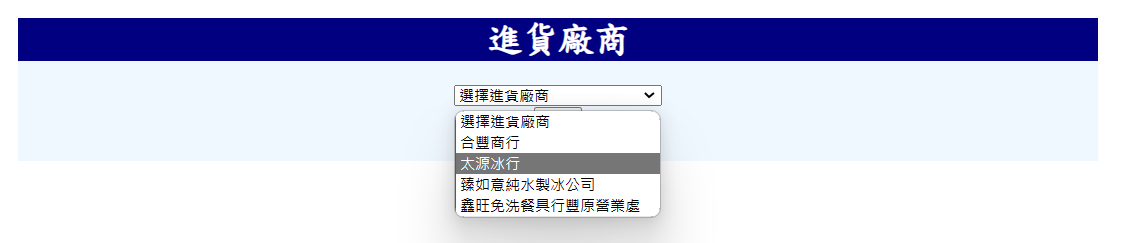 進貨廠商
選擇進貨廠商
選擇進貨廠商
合豐商行
太源冰行
臻如意純水製冰公司
鑫旺免洗餐具行豐原營業處